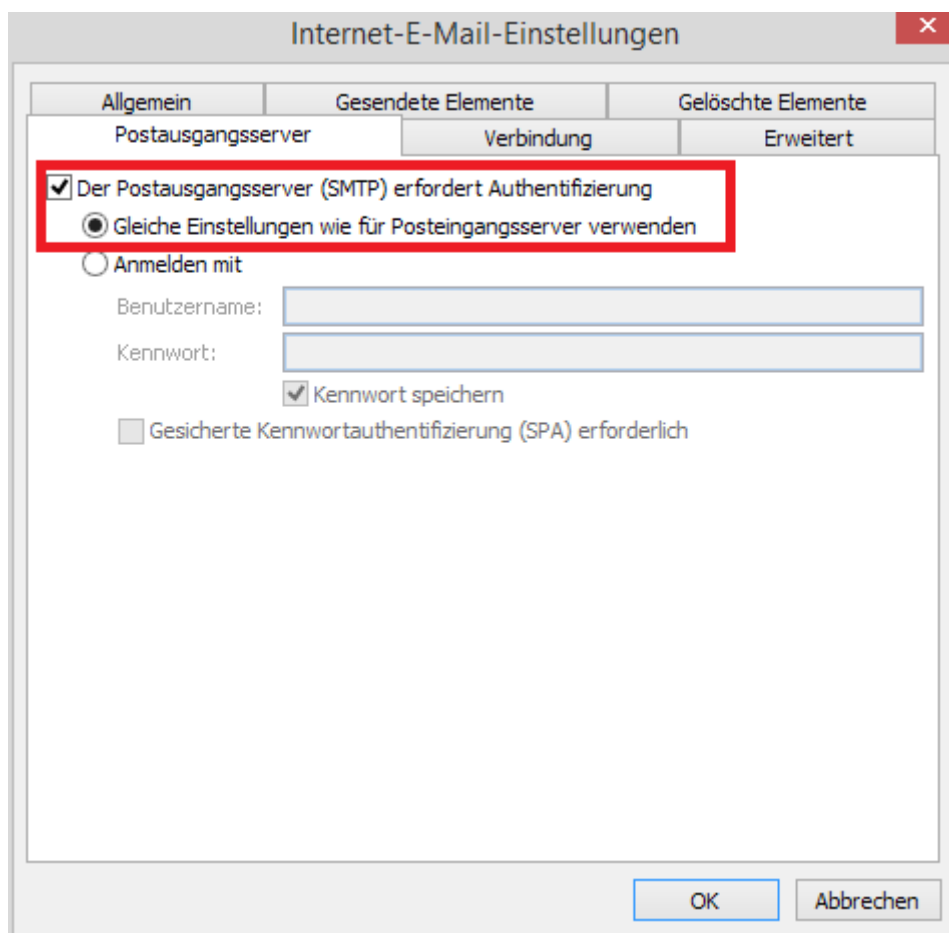 Internet-E-Mail-Einstellungen
Allgemein
Gesendete Elemente
Gelöschte Elemente
Postausgangsserver
Verbindung
Erweitert
Der Postausgangsserver (SMTP) erfordert Authentifizierung
Gleiche Einstellungen wie für Posteingangsserver verwenden
Anmelden mit
Benutzername:
Kennwort:
Kennwort speichern
Gesicherte Kennwortauthentifizierung (SPA) erforderlich
OK
Abbrechen